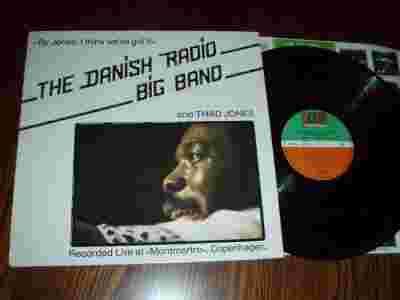 »By Jones, I think we've got it«
THE DANISH RADIO
BIG BAND
and THAD JONES
Recorded Live at »Montmartre«, Copenhagen